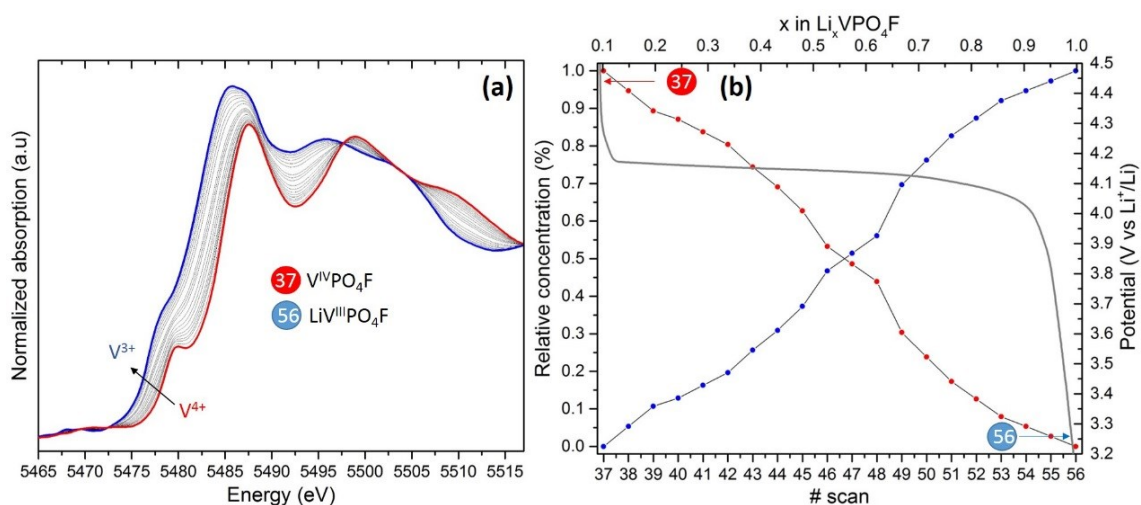 (a)
Normalized absorption (a.u)
37 VᴵⱽPO₄F
56 LiVᴵᴵᴵPO₄F
V³⁺
V⁴⁺
5465 5470 5475 5480 5485 5490 5495 5500 5505 5510 5515
Energy (eV)
x in LiₓVPO₄F
0.1 0.2 0.3 0.4 0.5 0.6 0.7 0.8 0.9 1.0
(b)
37
56
Relative concentration (%)
1.0
0.9
0.8
0.7
0.6
0.5
0.4
0.3
0.2
0.1
0.0
4.5
4.4
4.3
4.2
4.1
4.0
3.9
3.8
3.7
3.6
3.5
3.4
3.3
3.2
Potential (V vs Li⁺/Li)
37 38 39 40 41 42 43 44 45 46 47 48 49 50 51 52 53 54 55 56
# scan